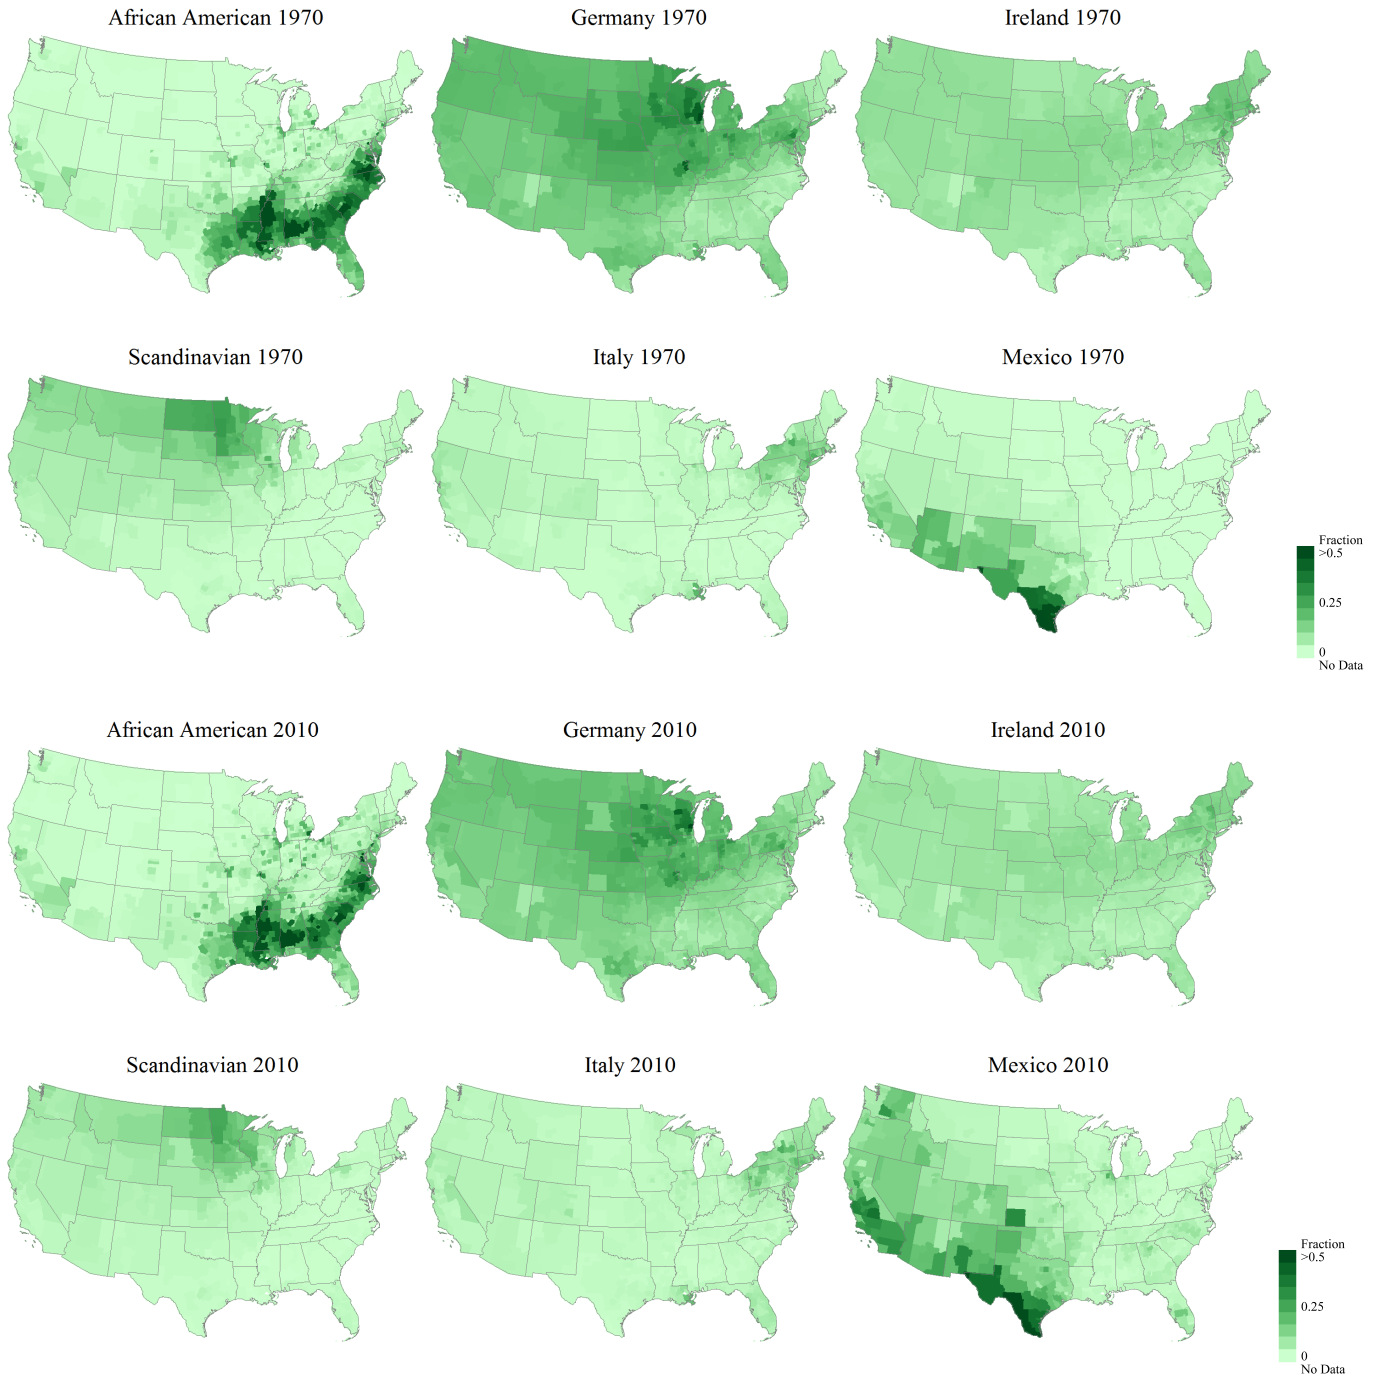 African American 1970
Germany 1970
Ireland 1970
Scandinavian 1970
Italy 1970
Mexico 1970
Fraction
>0.5
0.25
0
No Data
African American 2010
Germany 2010
Ireland 2010
Scandinavian 2010
Italy 2010
Mexico 2010
Fraction
>0.5
0.25
0
No Data